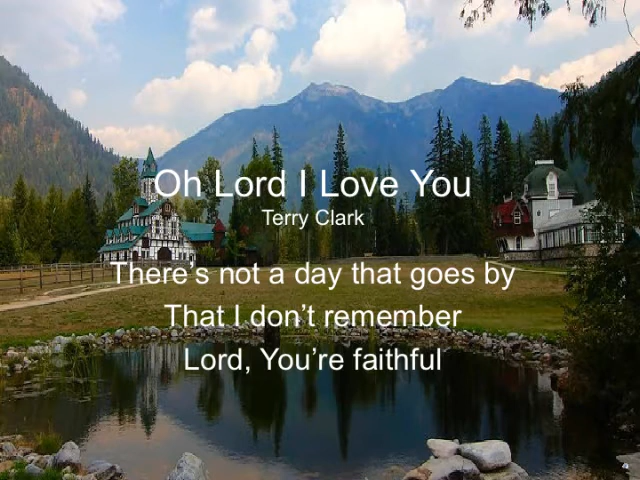 Oh Lord I Love You
Terry Clark
There's not a day that goes by
That I don't remember
Lord, You're faithful